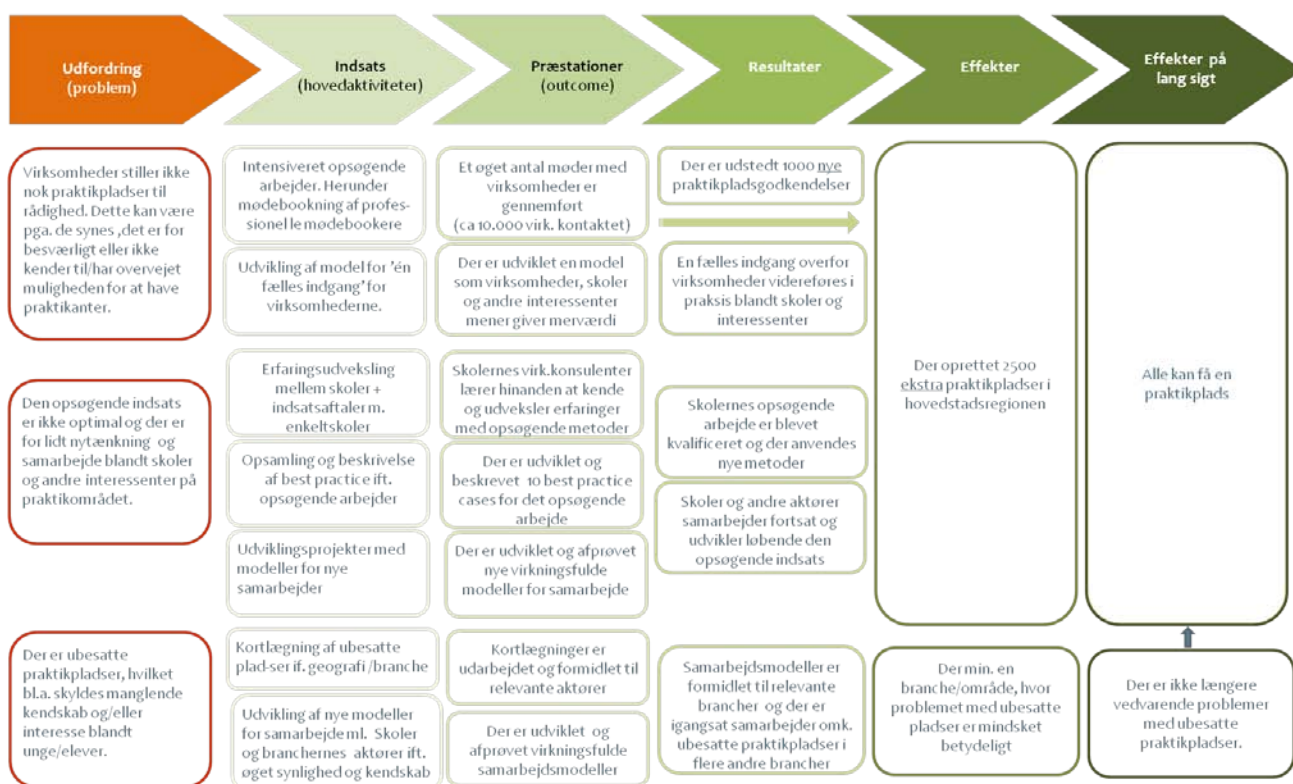 Udfordring
(problem)
Indsats
(hovedaktiviteter)
Præstationer
(outcome)
Resultater
Effekter
Effekter på
lang sigt
Virksomheder stiller ikke
nok praktikpladser til
rådighed. Dette kan være
pga. de synes ,det er for
besværligt eller ikke
kender til/har overvejet
muligheden for at have
praktikanter.
Intensiveret opsøgende
arbejder. Herunder
mødebookning af profes-
sionel le mødebookere
Udvikling af model for ’én
fælles indgang’ for
virksomhederne.
Et øget antal møder med
virksomheder er
gennemført
(ca 10.000 virk. kontaktet)
Der er udviklet en model
som virksomheder, skoler
og andre interessenter
mener giver merværdi
Der er udstedt 1000 nye
praktikpladsgodkendelser
En fælles indgang overfor
virksomheder videreføres i
praksis blandt skoler og
interessenter
Den opsøgende indsats
er ikke optimal og der er
for lidt nytænkning og
samarbejde blandt skoler
og andre interessenter på
praktikområdet.
Erfaringsudveksling
mellem skoler +
indsatsaftaler m.
enkeltskoler
Opsamling og beskrivelse
af best practice ift.
opsøgende arbejder
Udviklingsprojekter med
modeller for nye
samarbejder
Skolernes virk.konsulenter
lærer hinanden at kende
og udveksler erfaringer
med opsøgende metoder
Der er udviklet og
beskrevet 10 best practice
cases for det opsøgende
arbejde
Der er udviklet og afprøvet
nye virkningsfulde
modeller for samarbejde
Skolernes opsøgende
arbejde er blevet
kvalificeret og der anvendes
nye metoder
Skoler og andre aktører
samarbejder fortsat og
udvikler løbende den
opsøgende indsats
Der oprettet 2500
ekstra praktikpladser i
hovedstadsregionen
Alle kan få en
praktikplads
Der er ubesatte
praktikpladser, hvilket
bl.a. skyldes manglende
kendskab og/eller
interesse blandt
unge/elever.
Kortlægning af ubesatte
plad-ser if. geografi /branche
Udvikling af nye modeller
for samarbejde ml. Skoler
og branchernes aktører ift.
øget synlighed og kendskab
Kortlægninger er
udarbejdet og formidlet til
relevante aktører
Der er udviklet og
afprøvet virkningsfulde
samarbejdsmodeller
Samarbejdsmodeller er
formidlet til relevante
brancher og der er
igangsat samarbejder omk.
ubesatte praktikpladser i
flere andre brancher
Der min. en
branche/område, hvor
problemet med ubesatte
pladser er mindsket
betydeligt
Der er ikke længere
vedvarende problemer
med ubesatte
praktikpladser.